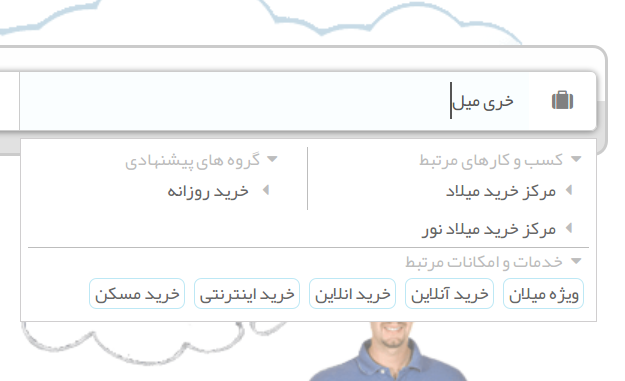 خری میل
کسب و کارهای مرتبط
مرکز خرید میلاد
مرکز خرید میلاد نور
گروه های پیشنهادی
خرید روزانه
خدمات و امکانات مرتبط
ویژه میلان خرید آنلاین خرید انلاین خرید اینترنتی خرید مسکن